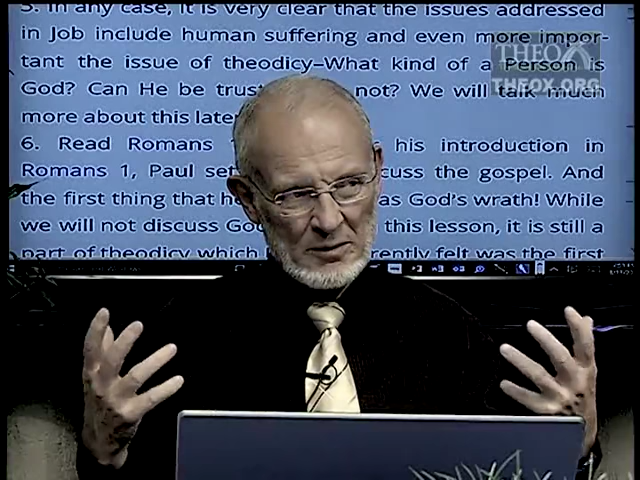 5. In any case, it is very clear that the issues addressed
in Job include human suffering and even more impor-
tant the issue of theodicy–What kind of a Person is
God? Can He be trus not? We will talk much
more about this later
6. Read Romans his introduction in
Romans 1, Paul se cuss the gospel. And
the first thing that he as God's wrath! While
we will not discuss Go this lesson, it is still a
part of theodicy which rently felt was the first
THEOX
THEOX.ORG